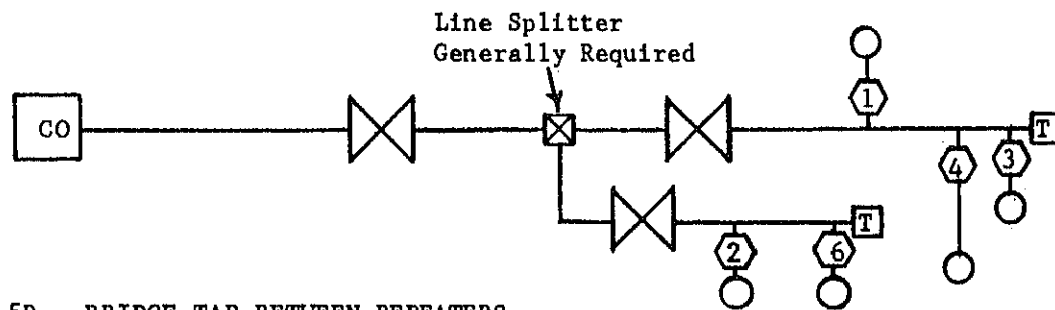 Line Splitter
Generally Required
CO
1
T
4
3
T
2
6
5D BRIDGE TAP BETWEEN REPEATERS